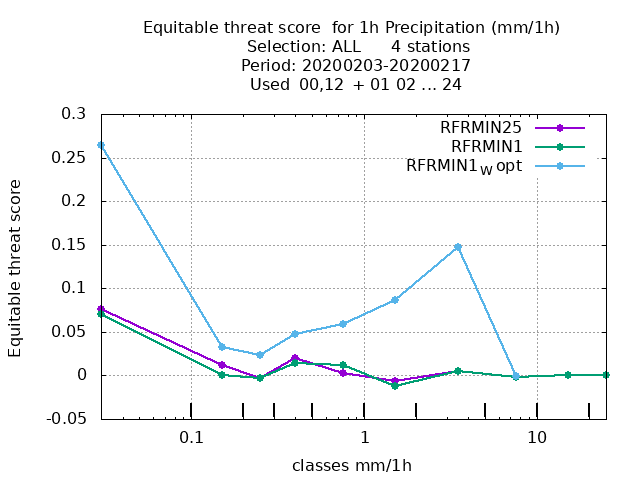 Equitable threat score  for 1h Precipitation (mm/1h)
Selection: ALL      4 stations
Period: 20200203-20200217
Used  00,12  + 01 02 ... 24
RFRMIN25
RFRMIN1
RFRMIN1W opt
0.3
0.25
0.2
0.15
0.1
0.05
0
-0.05
Equitable threat score
0.1 1 10
classes mm/1h